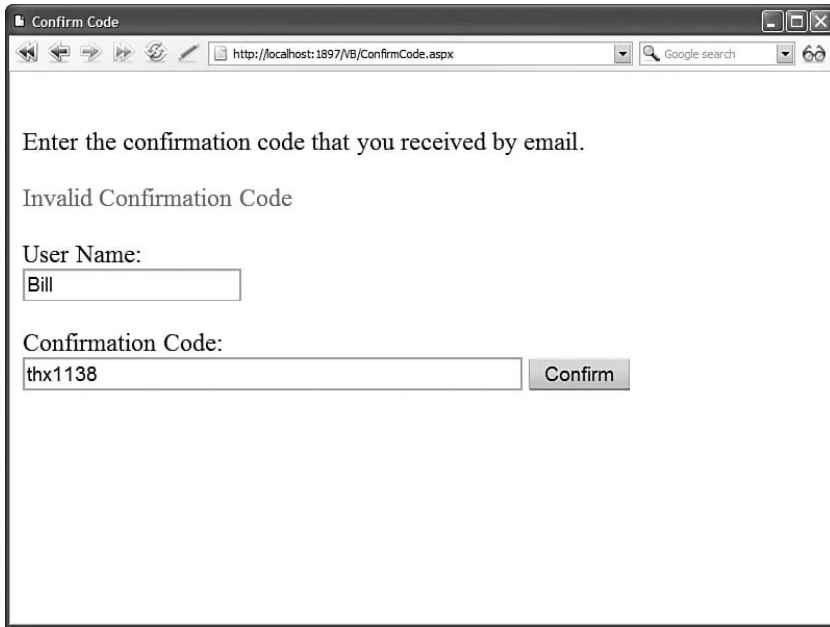 Confirm Code
http://localhost:1897/VB/ConfirmCode.aspx
Google search
Enter the confirmation code that you received by email.
Invalid Confirmation Code
User Name:
Bill
Confirmation Code:
thx1138
Confirm